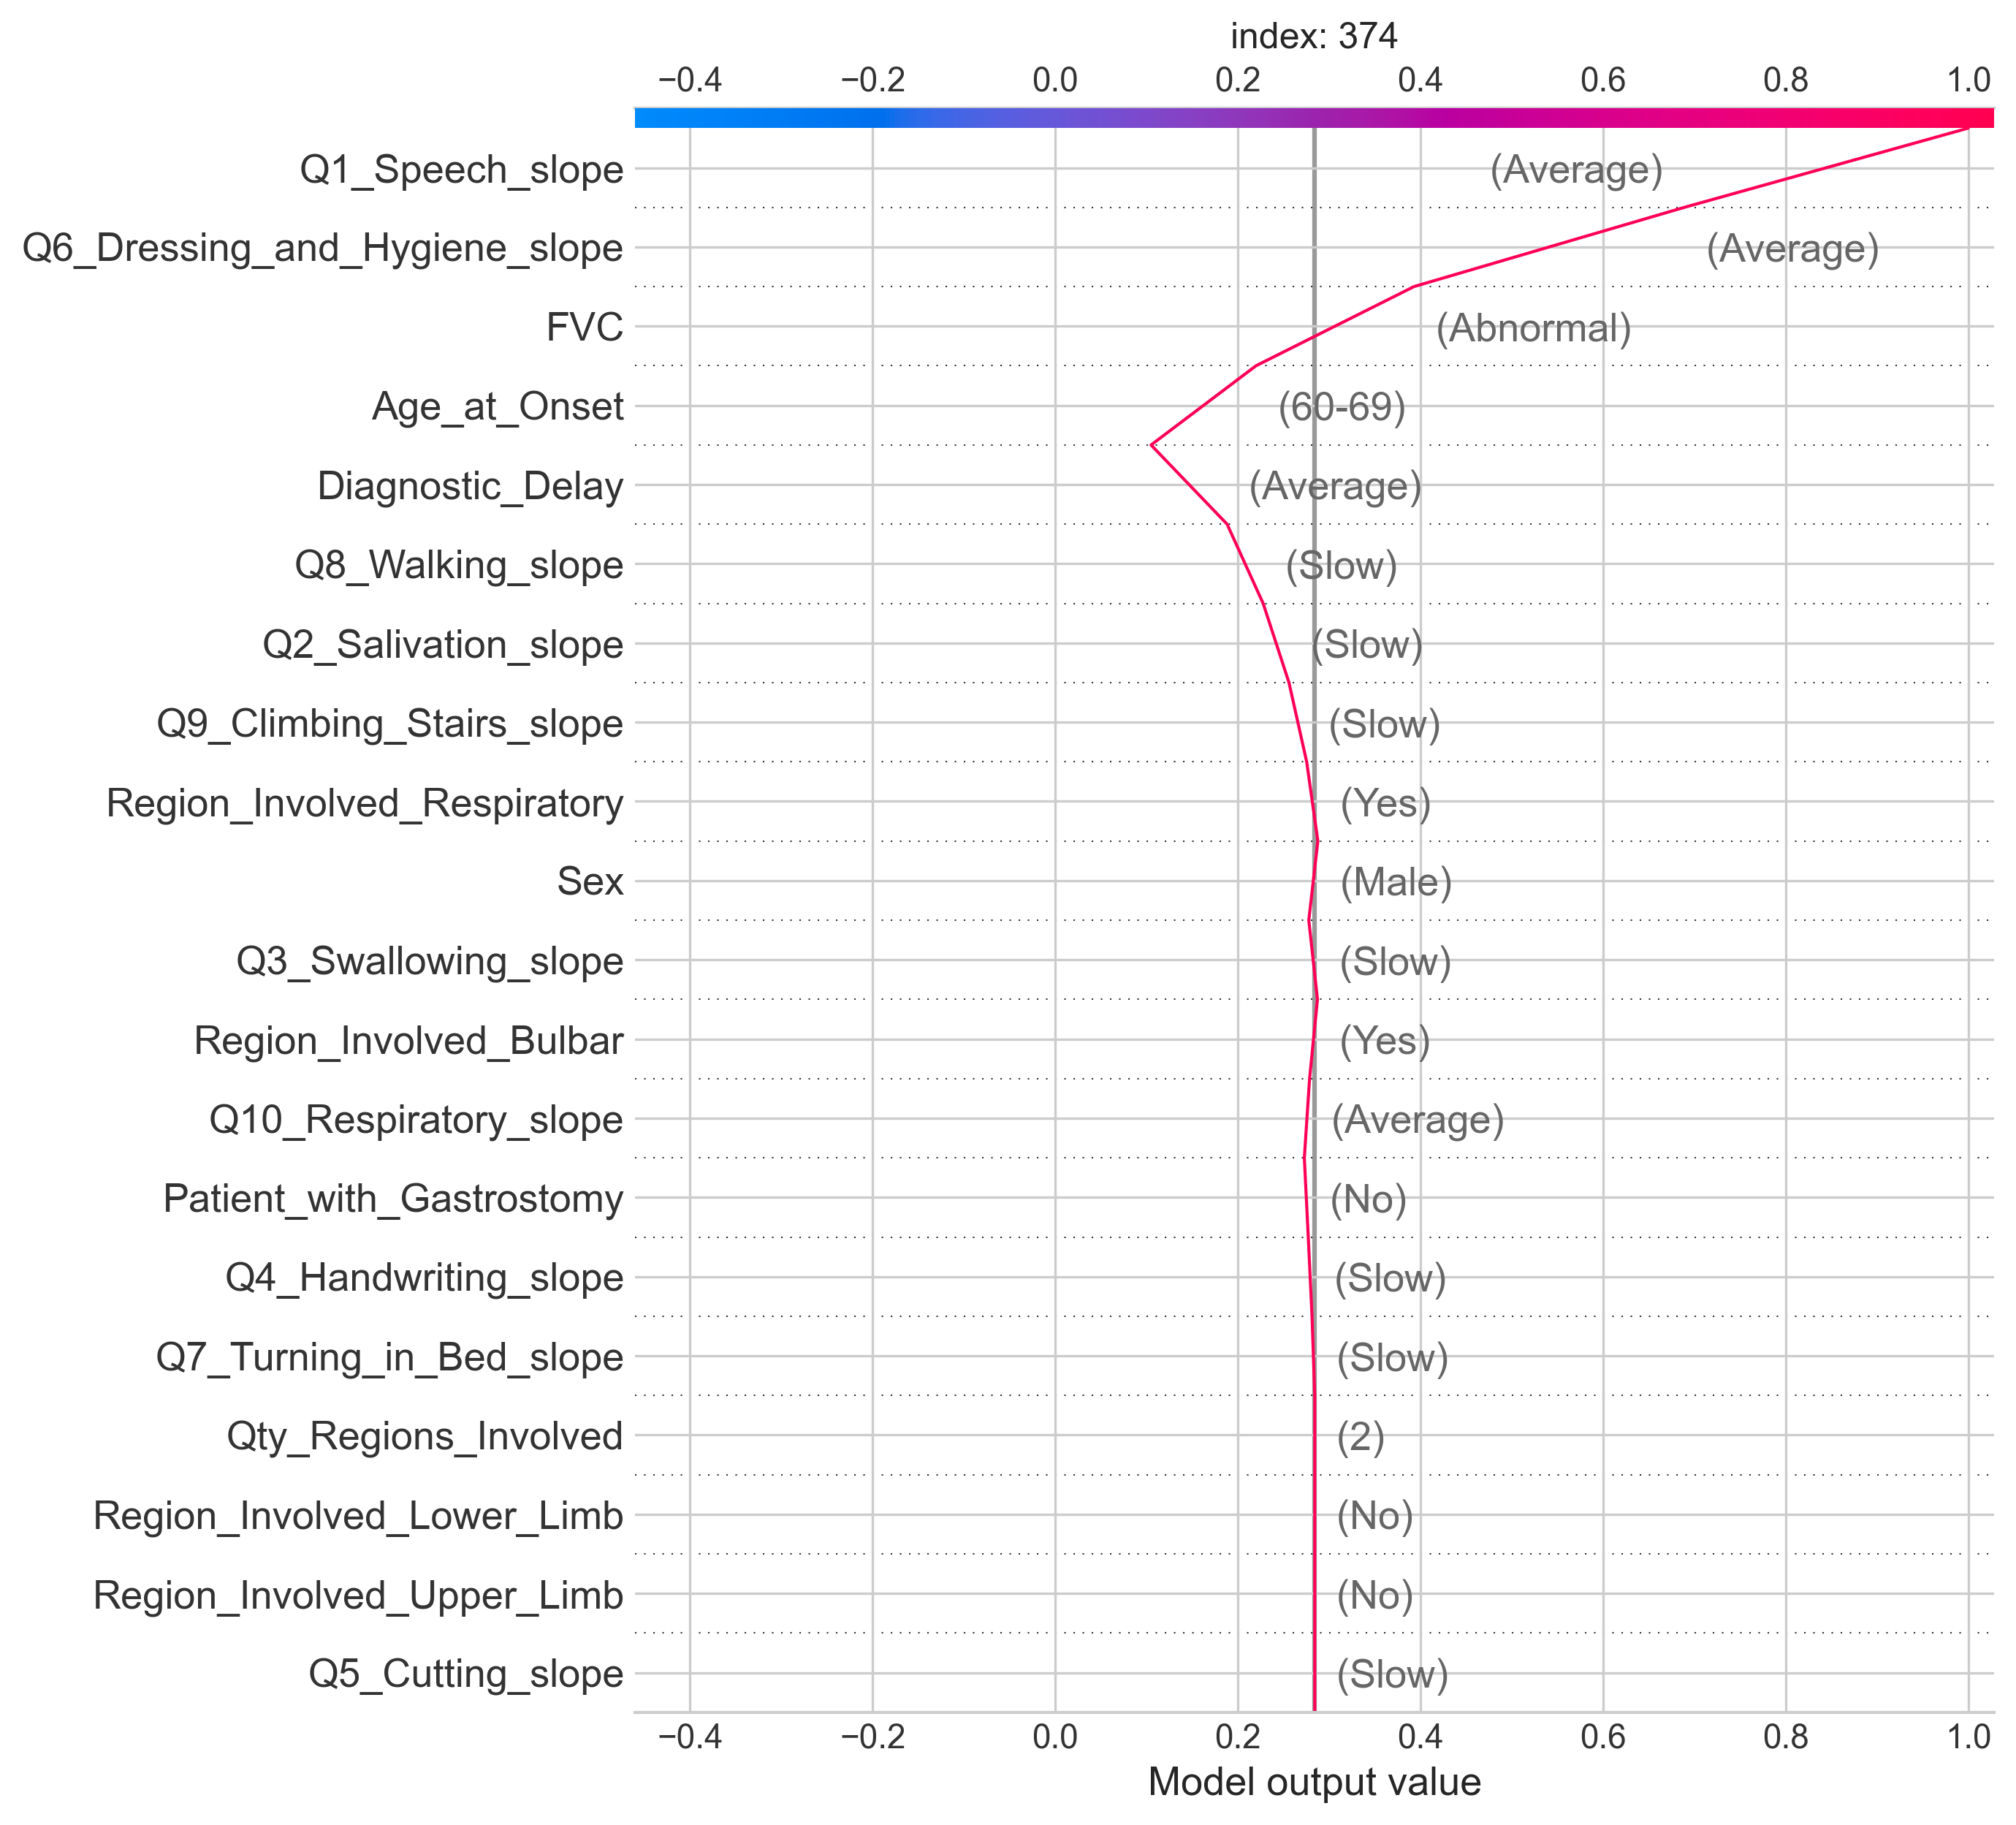 index: 374
−0.4 −0.2 0.0 0.2 0.4 0.6 0.8 1.0
Q1_Speech_slope (Average)
Q6_Dressing_and_Hygiene_slope (Average)
FVC (Abnormal)
Age_at_Onset (60-69)
Diagnostic_Delay (Average)
Q8_Walking_slope (Slow)
Q2_Salivation_slope (Slow)
Q9_Climbing_Stairs_slope (Slow)
Region_Involved_Respiratory (Yes)
Sex (Male)
Q3_Swallowing_slope (Slow)
Region_Involved_Bulbar (Yes)
Q10_Respiratory_slope (Average)
Patient_with_Gastrostomy (No)
Q4_Handwriting_slope (Slow)
Q7_Turning_in_Bed_slope (Slow)
Qty_Regions_Involved (2)
Region_Involved_Lower_Limb (No)
Region_Involved_Upper_Limb (No)
Q5_Cutting_slope (Slow)
−0.4 −0.2 0.0 0.2 0.4 0.6 0.8 1.0
Model output value